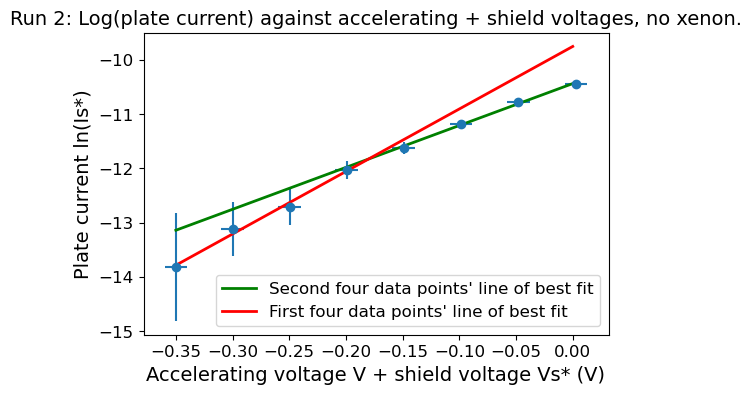 Run 2: Log(plate current) against accelerating + shield voltages, no xenon.
Plate current ln(Is*)
−10
−11
−12
−13
−14
−15
Second four data points' line of best fit
First four data points' line of best fit
−0.35 −0.30 −0.25 −0.20 −0.15 −0.10 −0.05 0.00
Accelerating voltage V + shield voltage Vs* (V)